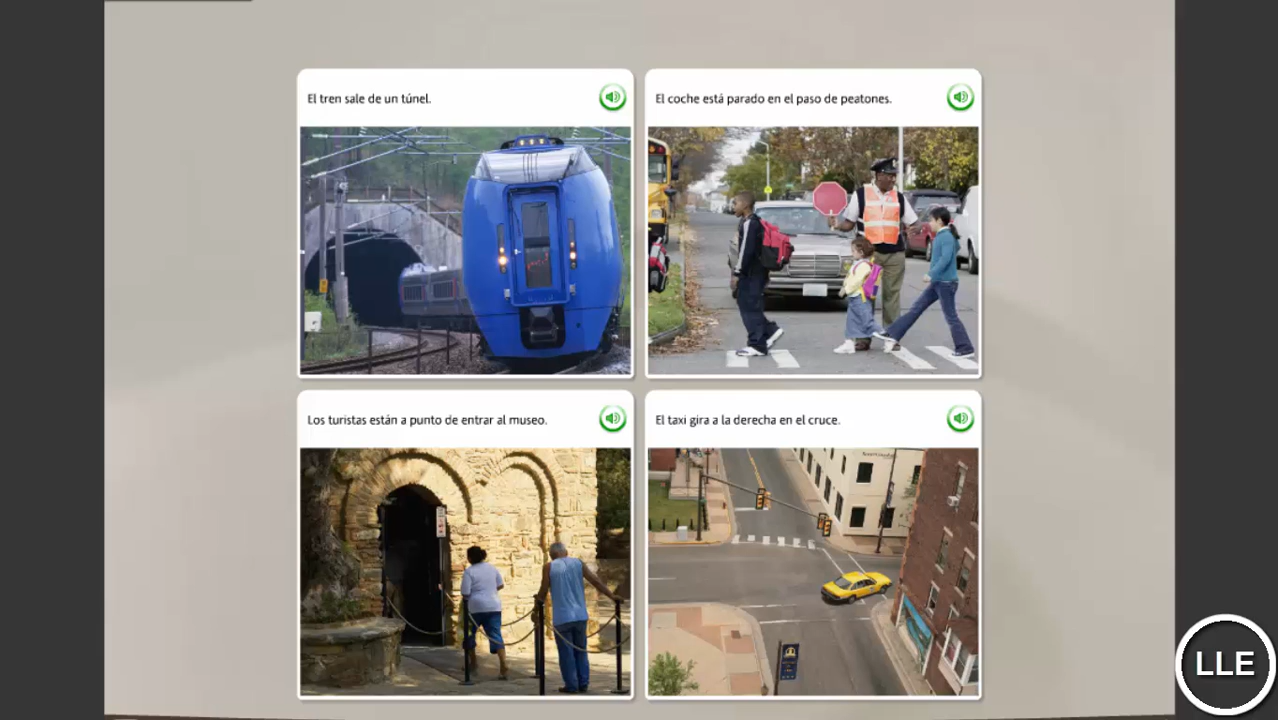 El tren sale de un túnel.
El coche está parado en el paso de peatones.
Los turistas están a punto de entrar al museo.
El taxi gira a la derecha en el cruce.
LLE